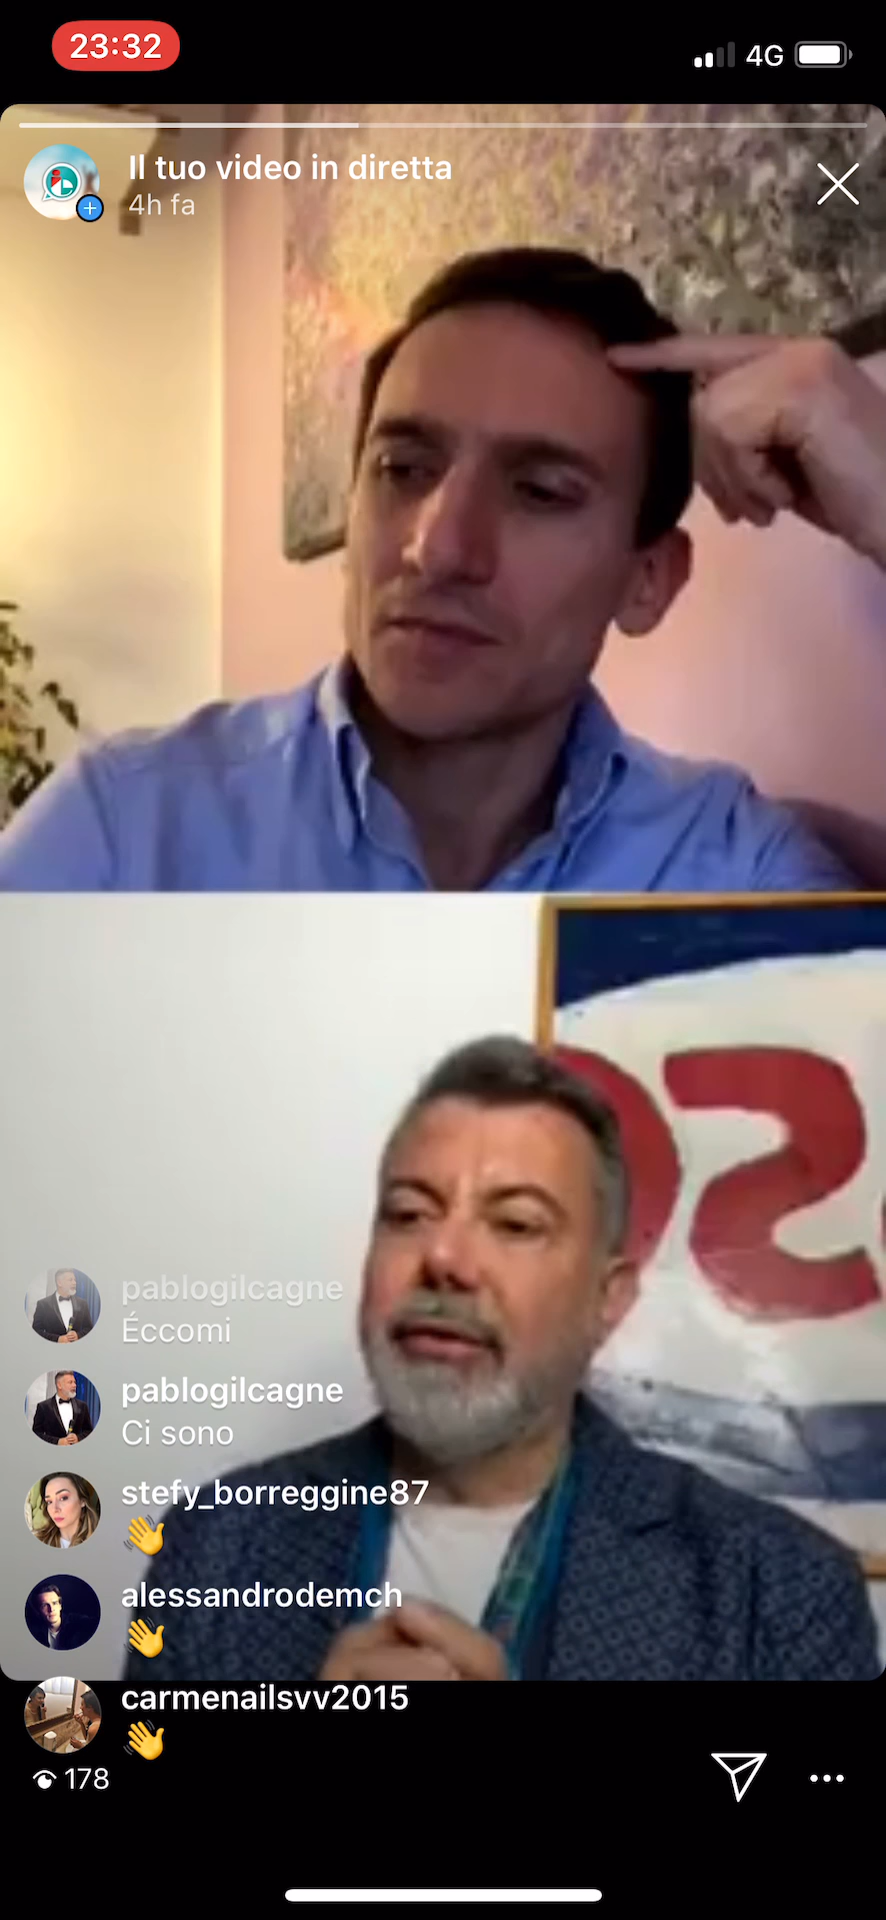 23:32
4G
Il tuo video in diretta
4h fa
pablogilcagne
Éccomi
pablogilcagne
Ci sono
stefy_borreggine87
👋
alessandrodemch
👋
carmenailsvv2015
👋
178